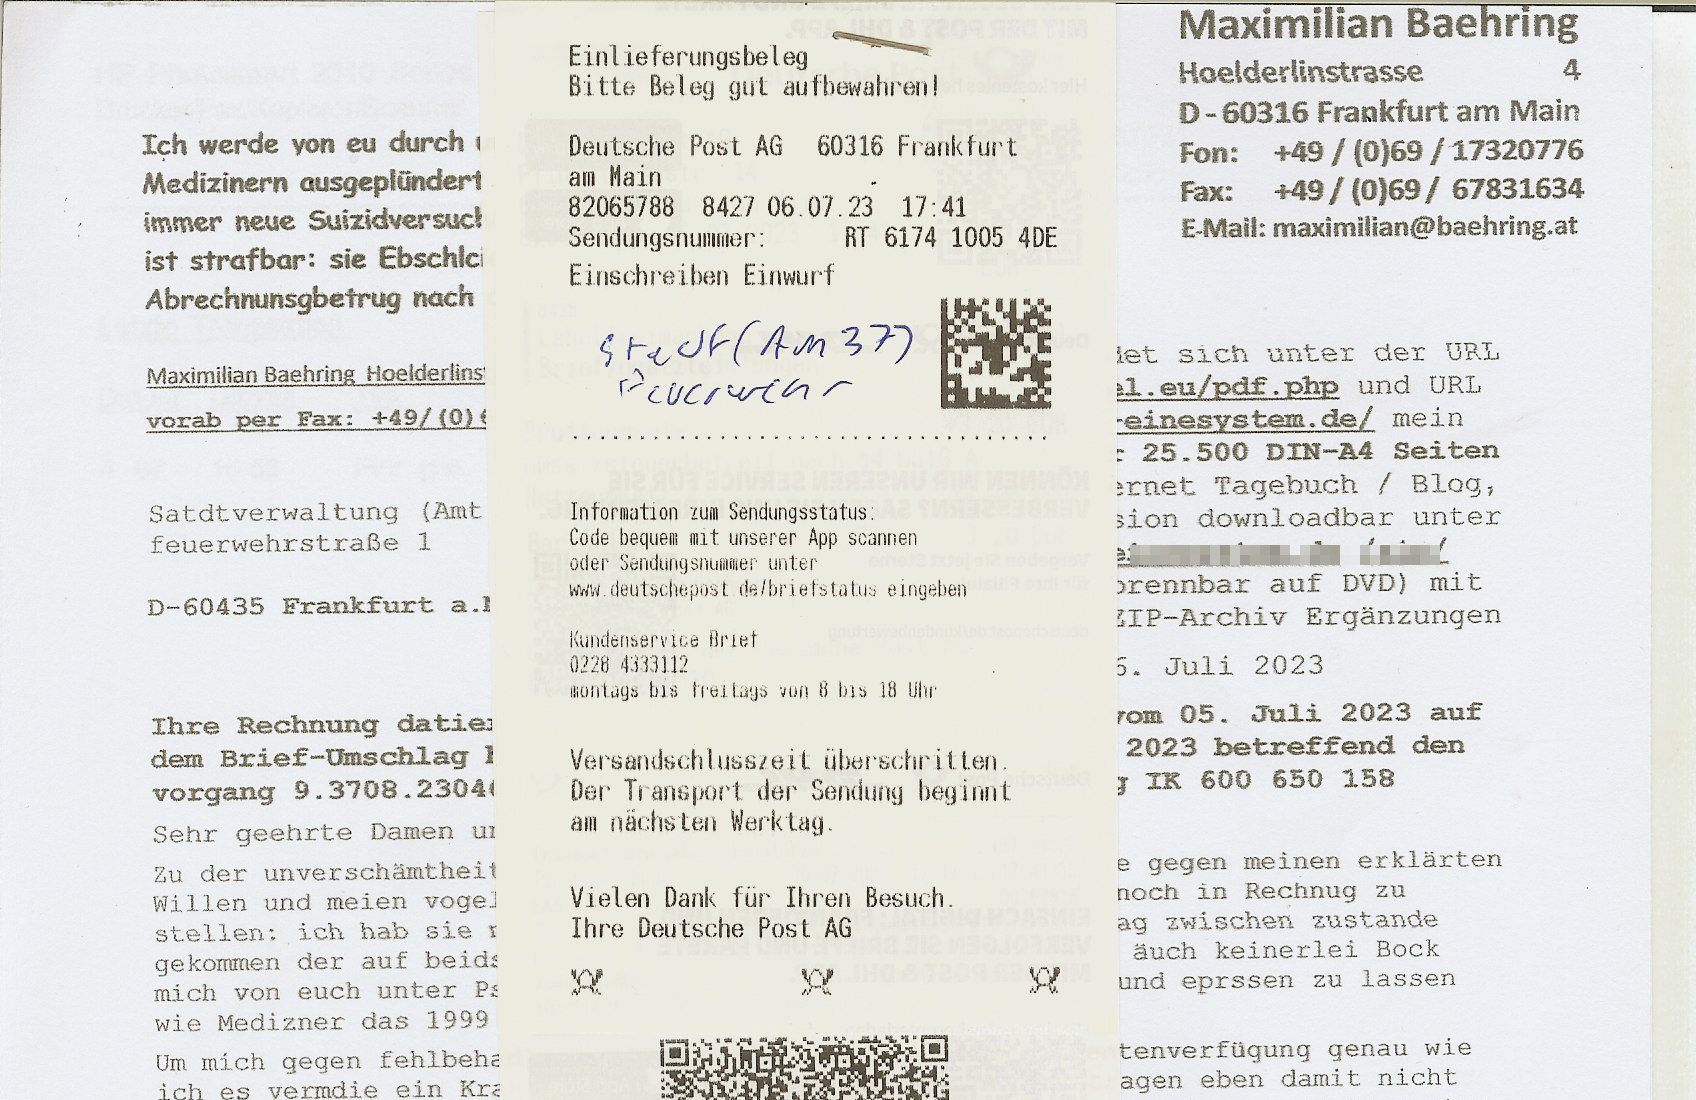 Maximilian Baehring
Hoelderlinstrasse 4
D - 60316 Frankfurt am Main
Fon: +49 / (0)69 / 17320776
Fax: +49 / (0)69 / 67831634
E-Mail: maximilian@baehring.at
Ich werde von eu durch
Medizinern ausgeplündert
immer neue Suizidversuc
ist strafbar: sie
Abrechnunsgbetrug nach
Maximilian Baehring Hoelderlins
vorab per Fax: +49/(0)
Satdtverwaltung (Amt
feuerwehrstraße 1
D-60435 Frankfurt a.
Ihre Rechnung datie
dem Brief-Umschlag
vorgang 9.3708.2304
Sehr geehrte Damen
Zu der unverschämtheit
Willen und meien vogel
stellen: ich hab sie
gekommen der auf beids
mich von euch unter Ps
wie Medizner das 1999
Um mich gegen fehlbeha
ich es vermdie ein Kra
Einlieferungsbeleg
Bitte Beleg gut aufbewahren!
Deutsche Post AG 60316 Frankfurt
am Main
82065788 8427 06.07.23 17:41
Sendungsnummer: RT 6174 1005 4DE
Einschreiben Einwurf
Stadt (Amt 37)
Feuerwehr
Information zum Sendungsstatus:
Code bequem mit unserer App scannen
oder Sendungsnummer unter
www.deutschepost.de/briefstatus eingeben
Kundenservice Brief
0228 4333112
montags bis freitags von 8 bis 18 Uhr
Versandschlusszeit überschritten.
Der Transport der Sendung beginnt
am nächsten Werktag.
Vielen Dank für Ihren Besuch.
Ihre Deutsche Post AG
det sich unter der URL
el.eu/pdf.php und URL
-einesystem.de/ mein
25.500 DIN-A4 Seiten
ernet Tagebuch / Blog,
sion downloadbar unter
brennbar auf DVD) mit
ZIP-Archiv Ergänzungen
6. Juli 2023
vom 05. Juli 2023 auf
2023 betreffend den
g IK 600 650 158
e gegen meinen erklärten
noch in Rechnug zu
ag zwischen zustande
äuch keinerlei Bock
und eprssen zu lassen
tenverfügung genau wie
agen eben damit nicht